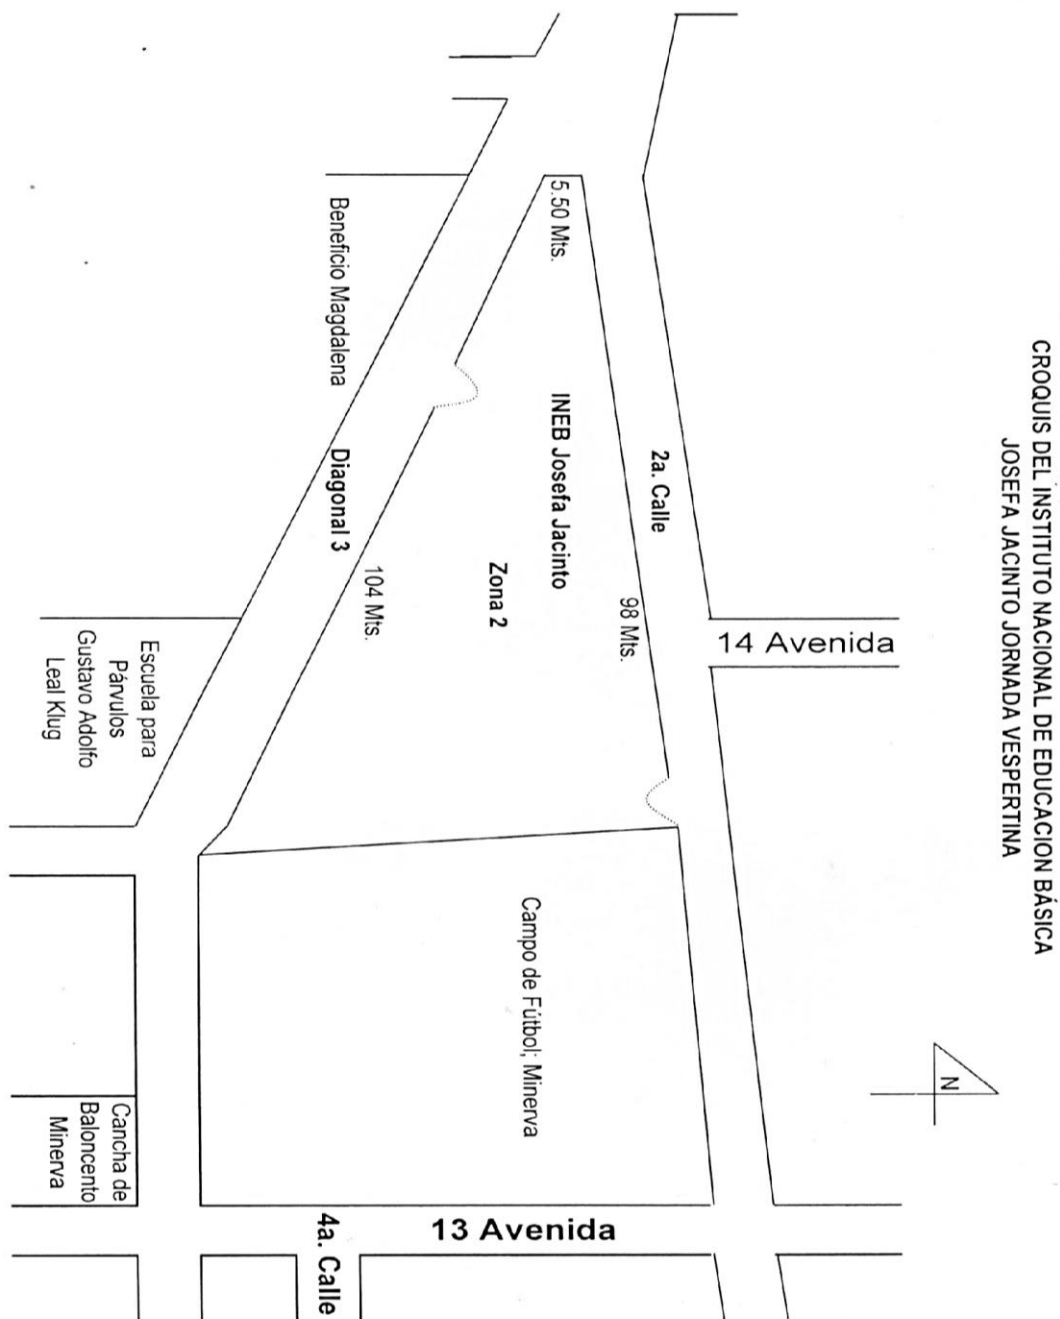 CROQUIS DEL INSTITUTO NACIONAL DE EDUCACION BÁSICA
JOSEFA JACINTO JORNADA VESPERTINA
N
14 Avenida
2a. Calle
98 Mts.
5.50 Mts.
INEB Josefa Jacinto
Zona 2
104 Mts.
Diagonal 3
Beneficio Magdalena
Escuela para
Párvulos
Gustavo Adolfo
Leal Klug
Campo de Fútbol; Minerva
13 Avenida
4a. Calle
Cancha de
Baloncento
Minerva